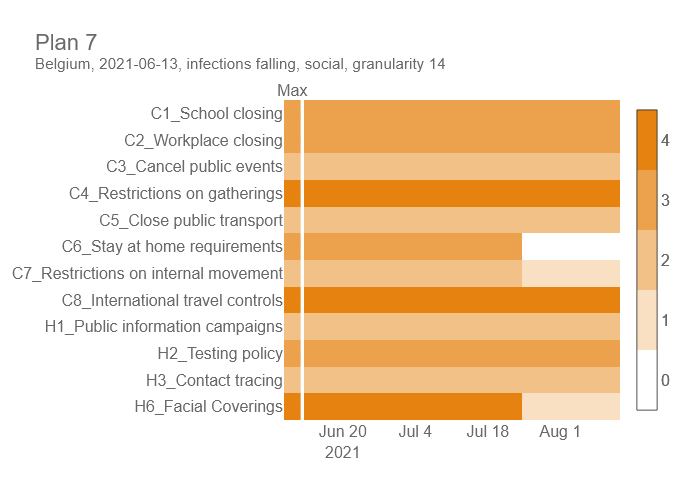 Plan 7
Belgium, 2021-06-13, infections falling, social, granularity 14
Max
C1_School closing
C2_Workplace closing
C3_Cancel public events
C4_Restrictions on gatherings
C5_Close public transport
C6_Stay at home requirements
C7_Restrictions on internal movement
C8_International travel controls
H1_Public information campaigns
H2_Testing policy
H3_Contact tracing
H6_Facial Coverings
Jun 20 Jul 4 Jul 18 Aug 1
2021
4
3
2
1
0